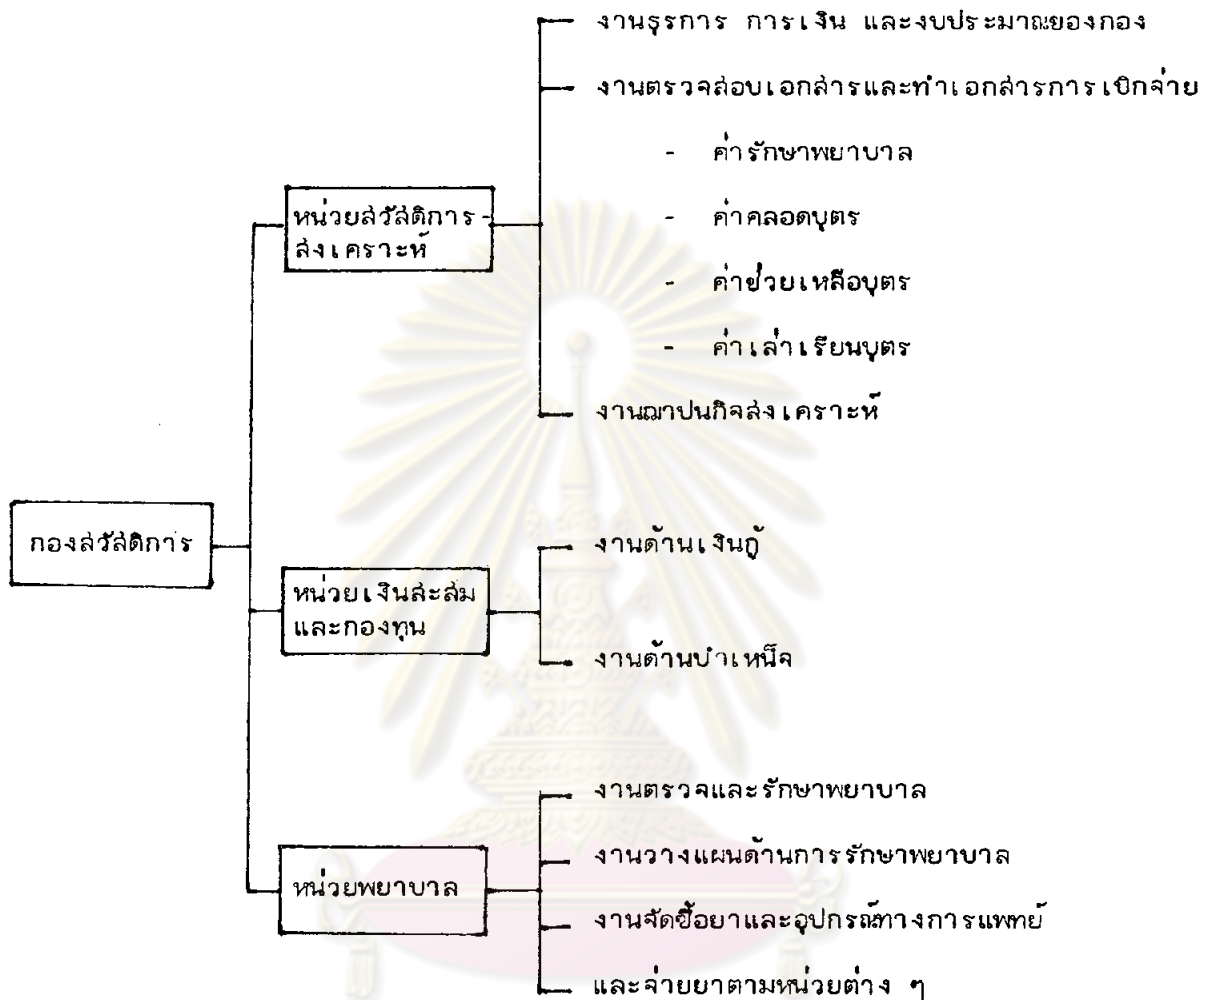 งานธุรการ การเงิน และงบประมาณของกอง
งานตรวจสอบเอกสารและทำเอกสารการเบิกจ่าย
- ค่ารักษาพยาบาล
- ค่าคลอดบุตร
- ค่าช่วยเหลือบุตร
- ค่าเล่าเรียนบุตร
งานฌาปนกิจสงเคราะห์
หน่วยสวัสดิการ-
สงเคราะห์
กองสวัสดิการ
หน่วยเงินสะสม
และกองทุน
งานด้านเงินกู้
งานด้านบำเหน็จ
หน่วยพยาบาล
งานตรวจและรักษาพยาบาล
งานวางแผนด้านการรักษาพยาบาล
งานจัดซื้อยาและอุปกรณ์ทางการแพทย์
และจ่ายยาตามหน่วยต่าง ๆ